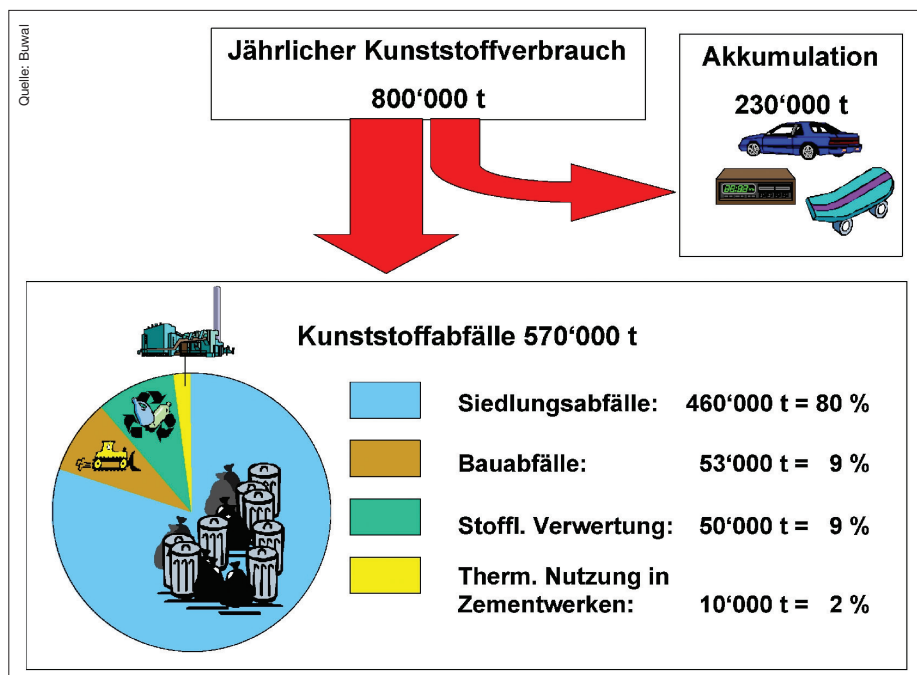 Quelle: Buwal
Jährlicher Kunststoffverbrauch
800‘000 t
Akkumulation
230‘000 t
Kunststoffabfälle 570‘000 t
Siedlungsabfälle: 460‘000 t = 80 %
Bauabfälle: 53‘000 t = 9 %
Stoffl. Verwertung: 50‘000 t = 9 %
Therm. Nutzung in
Zementwerken: 10‘000 t = 2 %